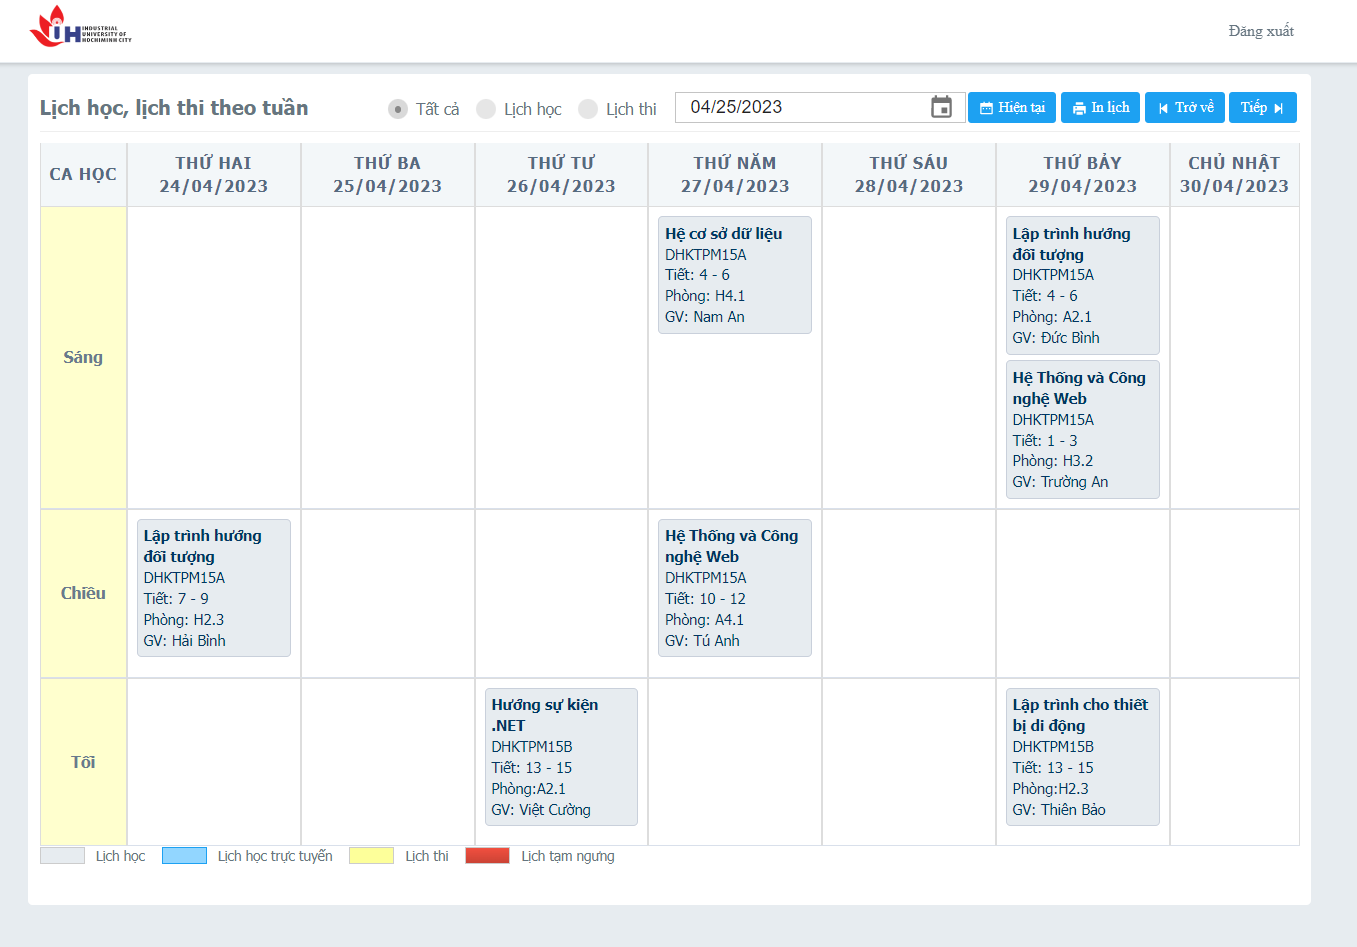 IUH INDUSTRIAL
UNIVERSITY OF
HOCHIMINH CITY
Đăng xuất
Lịch học, lịch thi theo tuần
Tất cả
Lịch học
Lịch thi
04/25/2023
Hiện tại
In lịch
Trở về
Tiếp
CA HỌC
THỨ HAI
24/04/2023
THỨ BA
25/04/2023
THỨ TƯ
26/04/2023
THỨ NĂM
27/04/2023
THỨ SÁU
28/04/2023
THỨ BẢY
29/04/2023
CHỦ NHẬT
30/04/2023
Sáng
Hệ cơ sở dữ liệu
DHKTPM15A
Tiết: 4 - 6
Phòng: H4.1
GV: Nam An
Lập trình hướng
đối tượng
DHKTPM15A
Tiết: 4 - 6
Phòng: A2.1
GV: Đức Bình
Hệ Thống và Công
nghệ Web
DHKTPM15A
Tiết: 1 - 3
Phòng: H3.2
GV: Trường An
Chiều
Lập trình hướng
đối tượng
DHKTPM15A
Tiết: 7 - 9
Phòng: H2.3
GV: Hải Bình
Hệ Thống và Công
nghệ Web
DHKTPM15A
Tiết: 10 - 12
Phòng: A4.1
GV: Tú Anh
Tối
Hướng sự kiện
.NET
DHKTPM15B
Tiết: 13 - 15
Phòng:A2.1
GV: Việt Cường
Lập trình cho thiết
bị di động
DHKTPM15B
Tiết: 13 - 15
Phòng:H2.3
GV: Thiên Bảo
Lịch học
Lịch học trực tuyến
Lịch thi
Lịch tạm ngưng